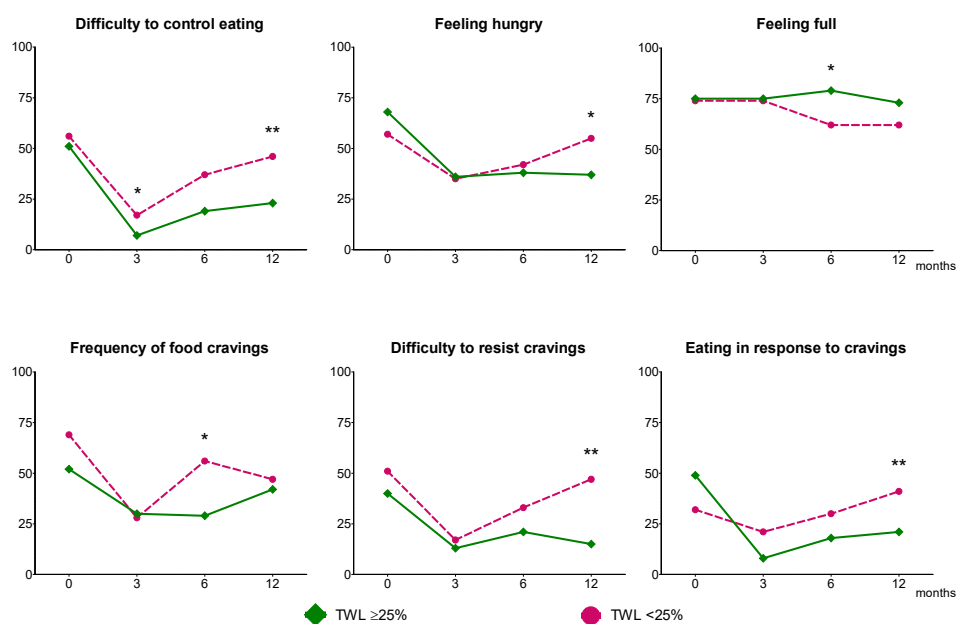 Difficulty to control eating
100
75
50
25
0
* **
0 3 6 12
Feeling hungry
100
75
50
25
0
*
0 3 6 12
Feeling full
100
75
50
25
0
*
0 3 6 12
months
Frequency of food cravings
100
75
50
25
0
*
0 3 6 12
Difficulty to resist cravings
100
75
50
25
0
**
0 3 6 12
Eating in response to cravings
100
75
50
25
0
**
0 3 6 12
months
TWL ≥25% TWL <25%